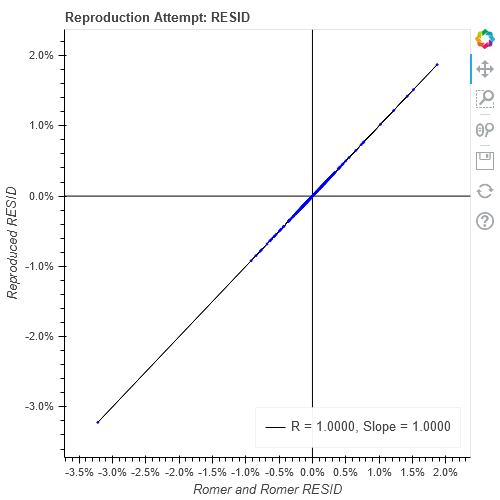 Reproduction Attempt: RESID
2.0%
1.0%
0.0%
-1.0%
-2.0%
-3.0%
Reproduced RESID
R = 1.0000, Slope = 1.0000
-3.5% -3.0% -2.5% -2.0% -1.5% -1.0% -0.5% 0.0% 0.5% 1.0% 1.5% 2.0%
Romer and Romer RESID